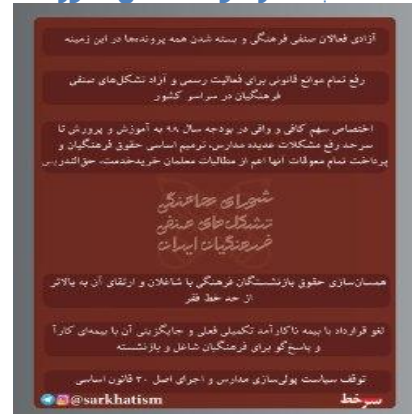 آزادی فعالان صنفی فرهنگی و بسته شدن همه پرونده‌ها در این زمینه
رفع تمام موانع قانونی برای فعالیت رسمی و آزاد تشکل‌های صنفی
فرهنگیان در سراسر کشور
اختصاص سهم کافی و وافی در بودجه سال ۹۸ به آموزش و پرورش تا
سرحد رفع مشکلات عدیده مدارس، ترمیم اساسی حقوق فرهنگیان و
پرداخت تمام معوقات آنها اعم از مطالبات معلمان خریدخدمت، حق‌التدریس
شورای هماهنگی
تشکل‌های صنفی
فرهنگیان ایران
همسان‌سازی حقوق بازنشستگان فرهنگی با شاغلان و ارتقای آن به بالاتر
از حد خط فقر
لغو قرارداد با بیمه ناکارآمد تکمیلی فعلی و جایگزینی آن با بیمه‌ای کارآ
و پاسخ‌گو برای فرهنگیان شاغل و بازنشسته
توقف سیاست پولی‌سازی مدارس و اجرای اصل ۳۰ قانون اساسی
@sarkhatism سرخط